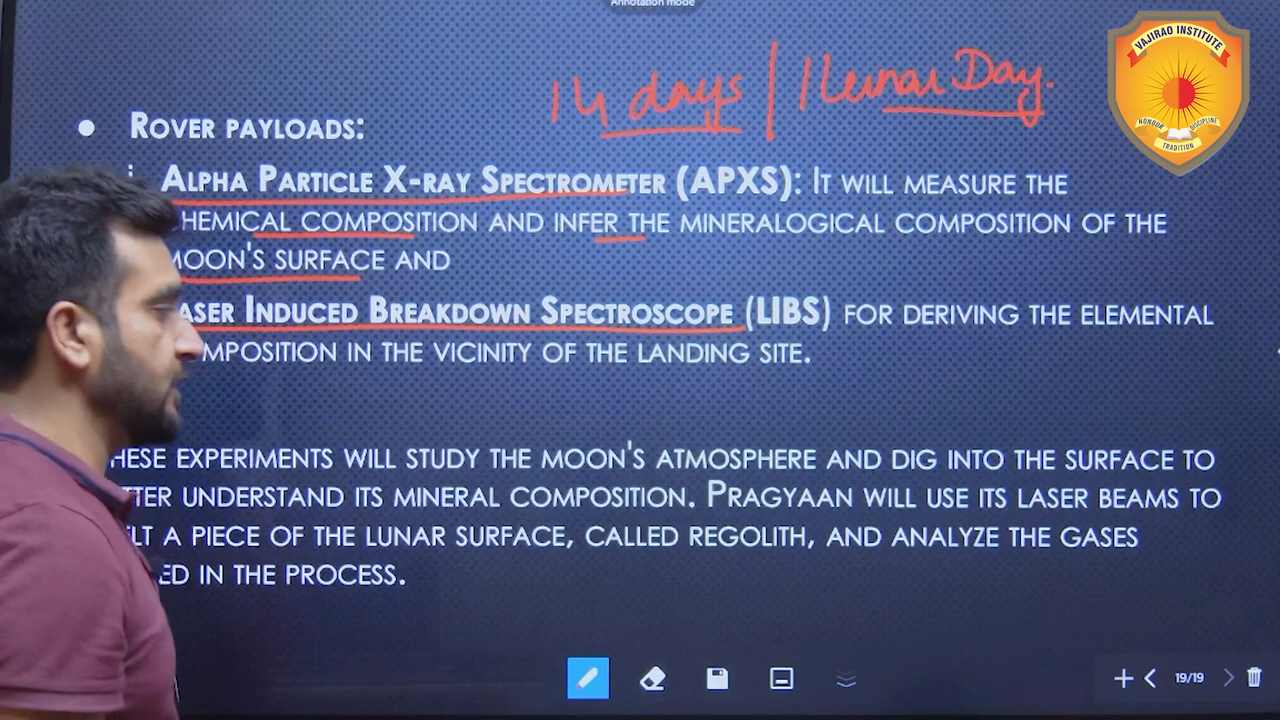 Annotation mode
14 days | 1 Lunar Day.
VAJIRAO INSTITUTE
HONOUR DISCIPLINE
TRADITION
● ROVER PAYLOADS:
ALPHA PARTICLE X-RAY SPECTROMETER (APXS): IT WILL MEASURE THE
HEMICAL COMPOSITION AND INFER THE MINERALOGICAL COMPOSITION OF THE
MOON'S SURFACE AND
ASER INDUCED BREAKDOWN SPECTROSCOPE (LIBS) FOR DERIVING THE ELEMENTAL
MPOSITION IN THE VICINITY OF THE LANDING SITE.
HESE EXPERIMENTS WILL STUDY THE MOON'S ATMOSPHERE AND DIG INTO THE SURFACE TO
TTER UNDERSTAND ITS MINERAL COMPOSITION. PRAGYAAN WILL USE ITS LASER BEAMS TO
LT A PIECE OF THE LUNAR SURFACE, CALLED REGOLITH, AND ANALYZE THE GASES
ED IN THE PROCESS.
19/19